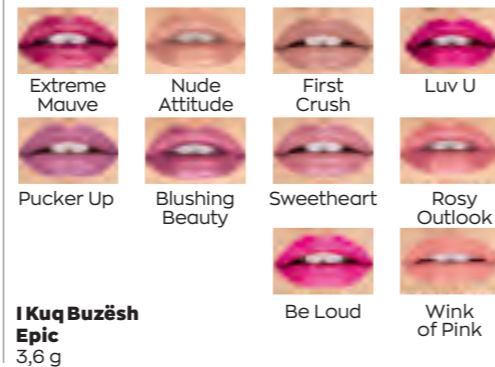 Extreme
Mauve
Nude
Attitude
First
Crush
Luv U
Pucker Up
Blushing
Beauty
Sweetheart
Rosy
Outlook
Be Loud
Wink
of Pink
I Kuq Buzësh
Epic
3,6 g